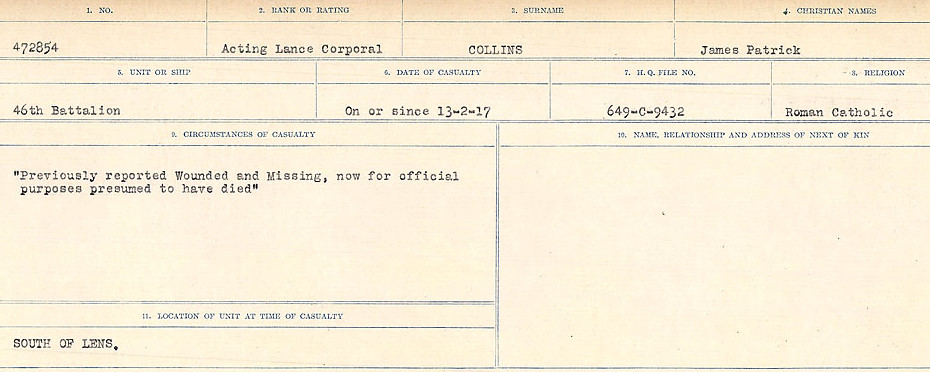 1. NO.
2. RANK OR RATING
3. SURNAME
4. CHRISTIAN NAMES
472854
Acting Lance Corporal
COLLINS
James Patrick
5. UNIT OR SHIP
6. DATE OF CASUALTY
7. H. Q. FILE NO.
8. RELIGION
46th Battalion
On or since 13-2-17
649-C-9432
Roman Catholic
9. CIRCUMSTANCES OF CASUALTY
10. NAME, RELATIONSHIP AND ADDRESS OF NEXT OF KIN
"Previously reported Wounded and Missing, now for official
purposes presumed to have died"
11. LOCATION OF UNIT AT TIME OF CASUALTY
SOUTH OF LENS.